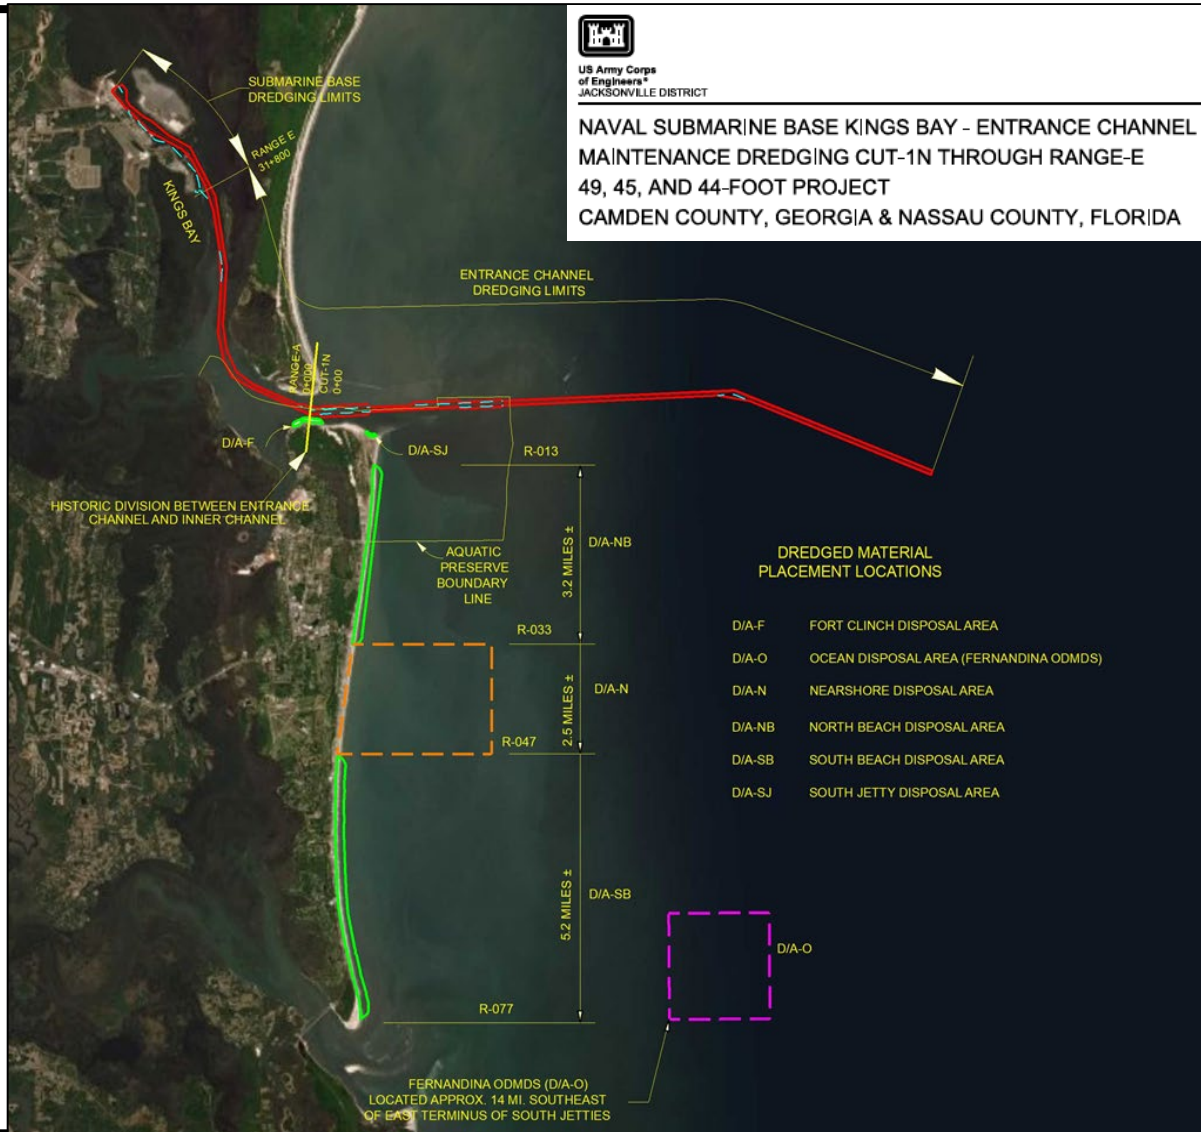 US Army Corps
of Engineers®
JACKSONVILLE DISTRICT
NAVAL SUBMARINE BASE KINGS BAY - ENTRANCE CHANNEL
MAINTENANCE DREDGING CUT-1N THROUGH RANGE-E
49, 45, AND 44-FOOT PROJECT
CAMDEN COUNTY, GEORGIA & NASSAU COUNTY, FLORIDA
SUBMARINE BASE
DREDGING LIMITS
RANGE E
31+800
KINGS BAY
ENTRANCE CHANNEL
DREDGING LIMITS
RANGE-A
0+000
CUT-1N
0+00
D/A-F
D/A-SJ
R-013
HISTORIC DIVISION BETWEEN ENTRANCE
CHANNEL AND INNER CHANNEL
AQUATIC
PRESERVE
BOUNDARY
LINE
3.2 MILES ±
D/A-NB
R-033
2.5 MILES ±
D/A-N
R-047
5.2 MILES ±
D/A-SB
R-077
DREDGED MATERIAL
PLACEMENT LOCATIONS
D/A-F FORT CLINCH DISPOSAL AREA
D/A-O OCEAN DISPOSAL AREA (FERNANDINA ODMDS)
D/A-N NEARSHORE DISPOSAL AREA
D/A-NB NORTH BEACH DISPOSAL AREA
D/A-SB SOUTH BEACH DISPOSAL AREA
D/A-SJ SOUTH JETTY DISPOSAL AREA
D/A-O
FERNANDINA ODMDS (D/A-O)
LOCATED APPROX. 14 MI. SOUTHEAST
OF EAST TERMINUS OF SOUTH JETTIES